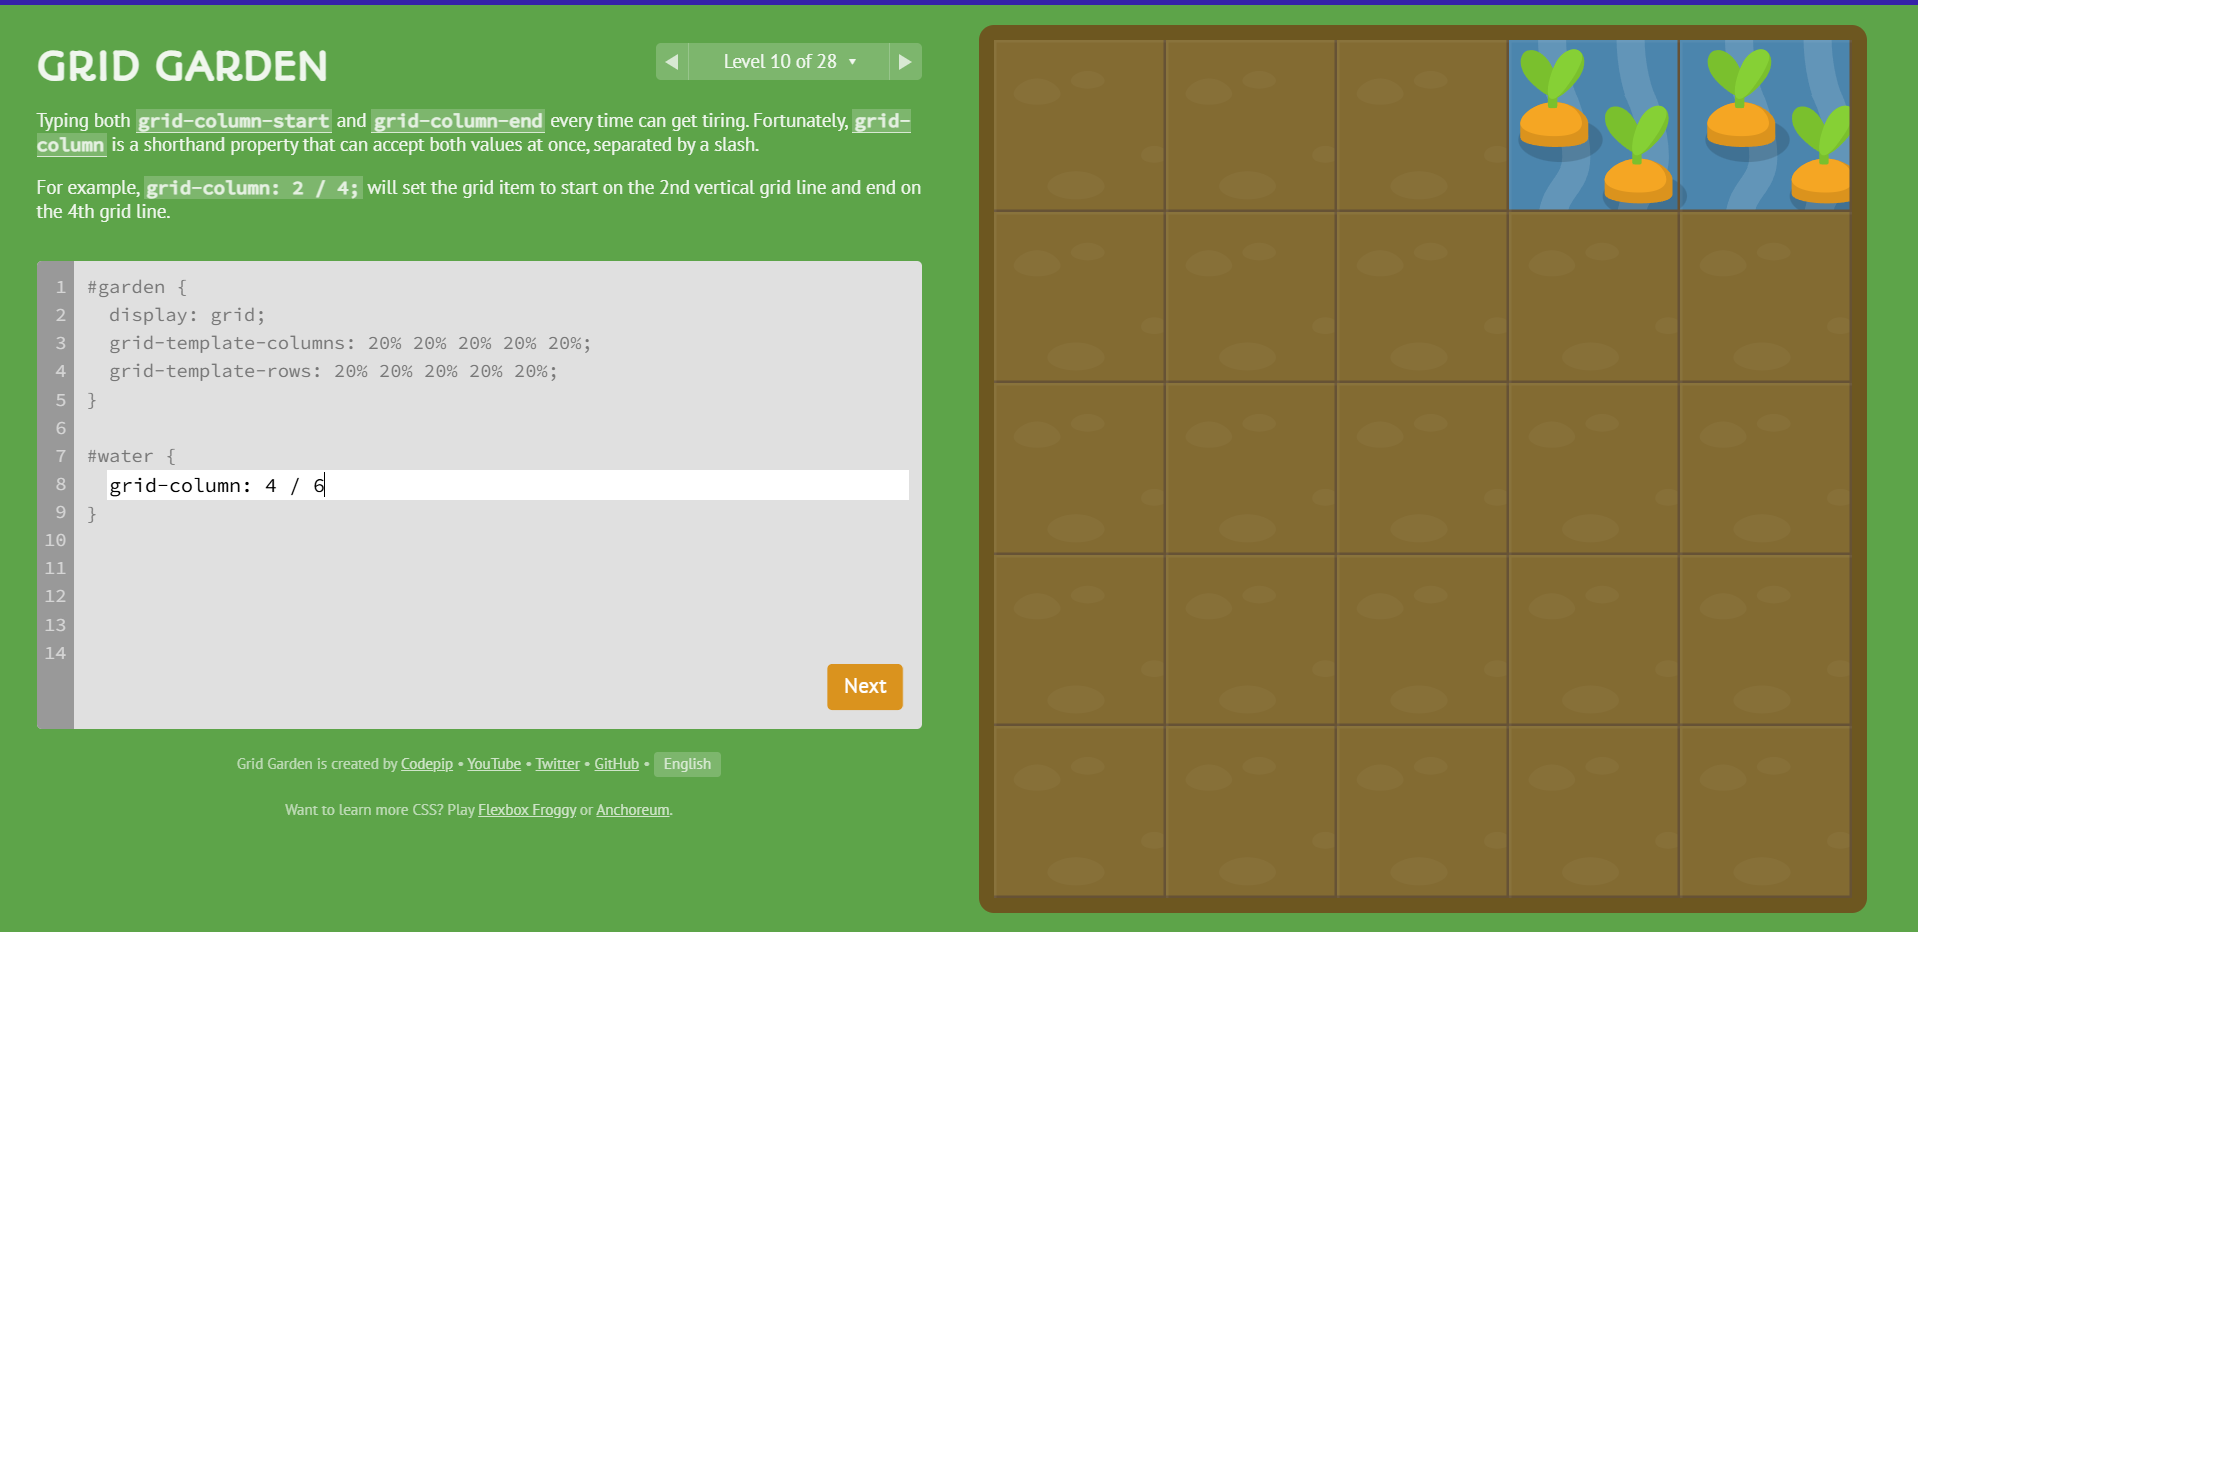 GRID GARDEN
◀ Level 10 of 28 ▼ ▶
Typing both grid-column-start and grid-column-end every time can get tiring. Fortunately, grid-
column is a shorthand property that can accept both values at once, separated by a slash.
For example, grid-column: 2 / 4; will set the grid item to start on the 2nd vertical grid line and end on
the 4th grid line.
1 #garden {
2 display: grid;
3 grid-template-columns: 20% 20% 20% 20% 20%;
4 grid-template-rows: 20% 20% 20% 20% 20%;
5 }
6
7 #water {
8 grid-column: 4 / 6
9 }
10
11
12
13
14
Next
Grid Garden is created by Codepip • YouTube • Twitter • GitHub • English
Want to learn more CSS? Play Flexbox Froggy or Anchoreum.